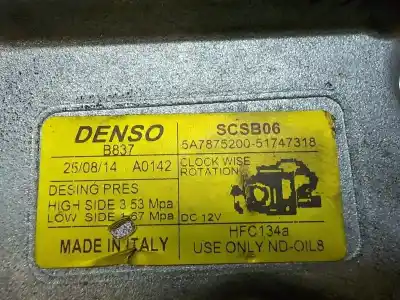 DENSO
B837
25/08/14 A0142
DESING PRES
HIGH SIDE 3 53 Mpa
LOW SIDE 1.67 Mpa
MADE IN ITALY
SCSB06
5A7875200-51747318
CLOCK WISE
ROTATION
DC 12V
HFC134a
USE ONLY ND-OIL8